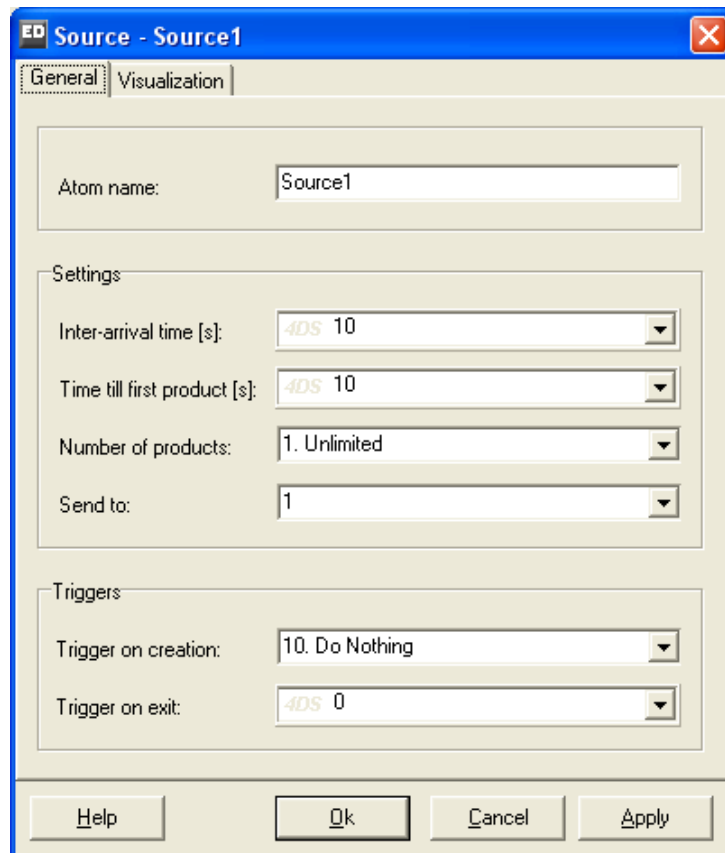 ED Source - Source1
General Visualization
Atom name: Source1
Settings
Inter-arrival time [s]: 4DS 10
Time till first product [s]: 4DS 10
Number of products: 1. Unlimited
Send to: 1
Triggers
Trigger on creation: 10. Do Nothing
Trigger on exit: 4DS 0
Help Ok Cancel Apply